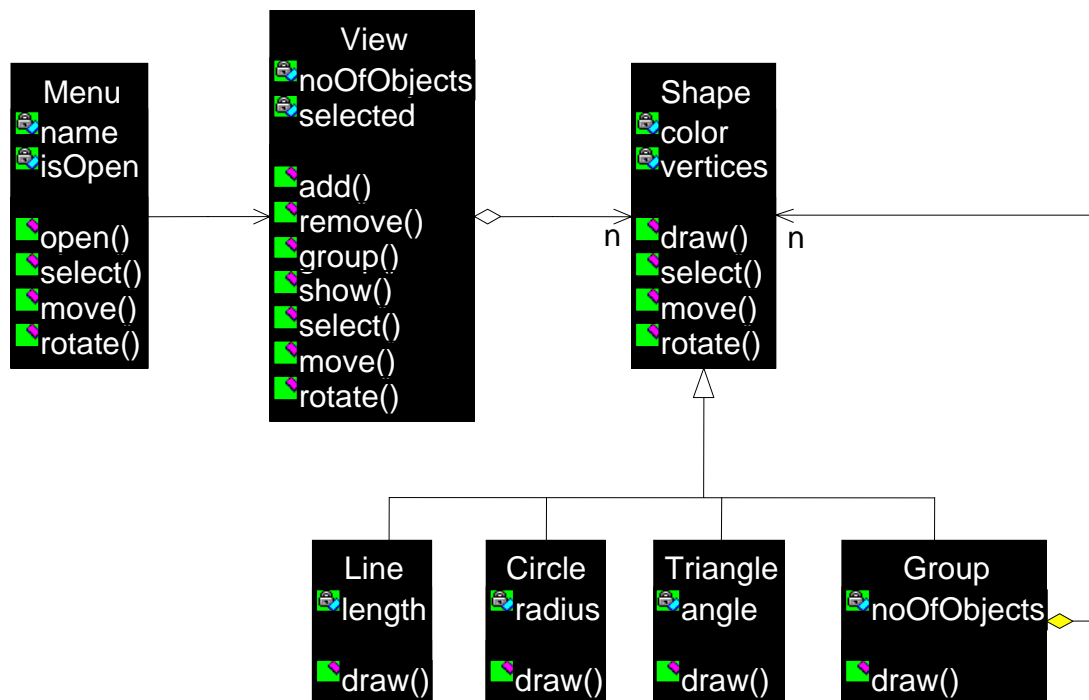 Menu
name
isOpen
open()
select()
move()
rotate()
View
noOfObjects
selected
add()
remove()
group()
show()
select()
move()
rotate()
n
Shape
color
vertices
draw()
select()
move()
rotate()
n
Line
length
draw()
Circle
radius
draw()
Triangle
angle
draw()
Group
noOfObjects
draw()